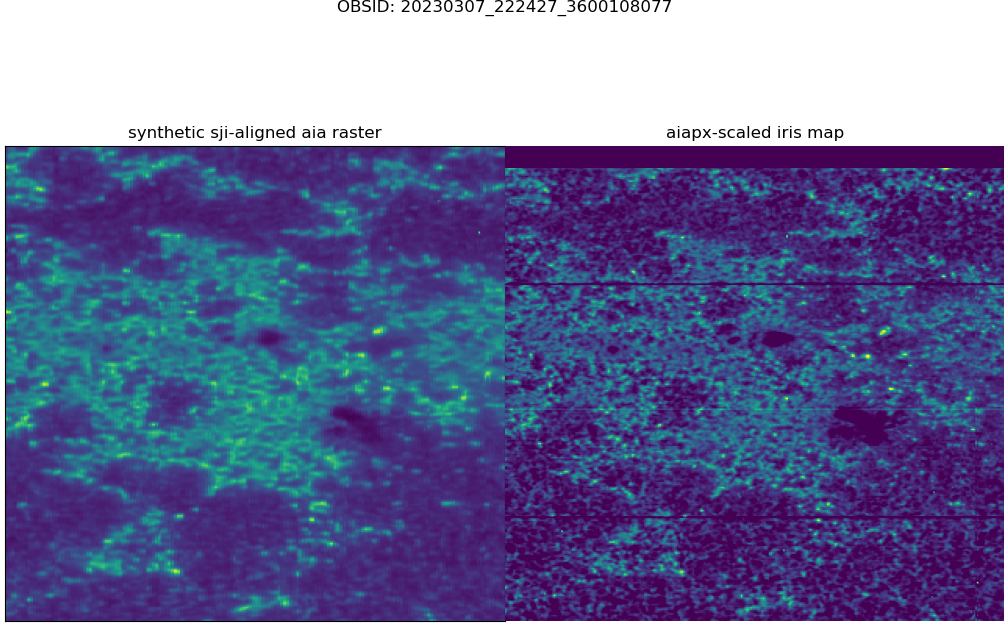 OBSID: 20230307_222427_3600108077
synthetic sji-aligned aia raster
aiapx-scaled iris map